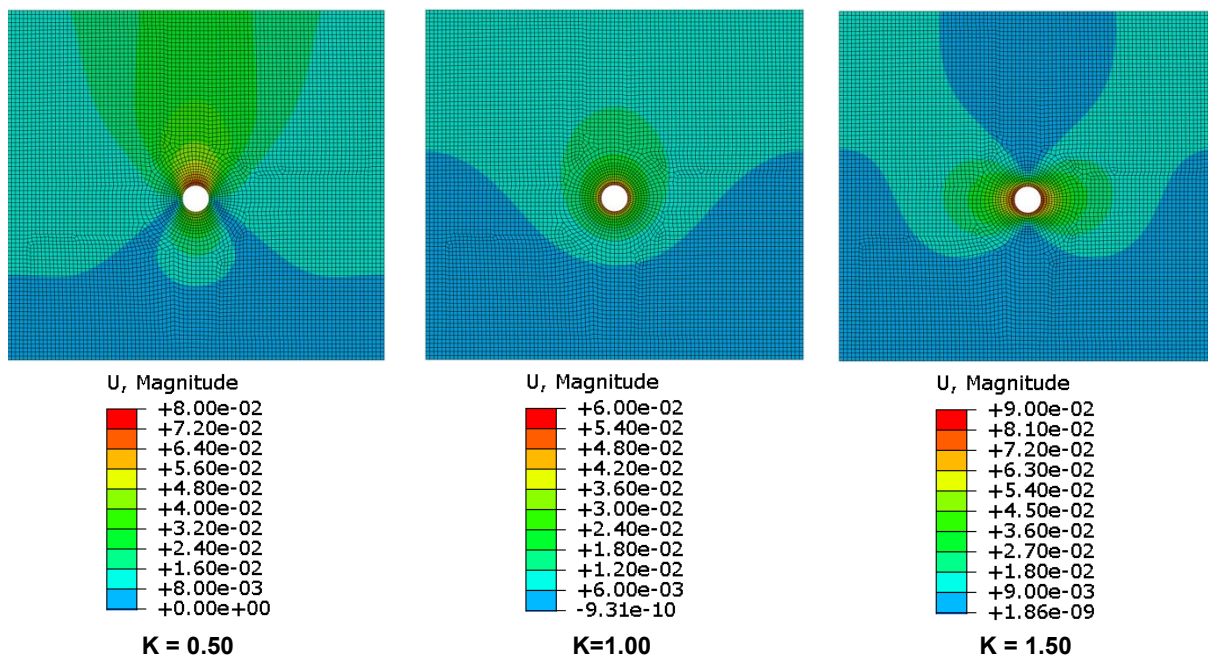 U, Magnitude
+8.00e-02
+7.20e-02
+6.40e-02
+5.60e-02
+4.80e-02
+4.00e-02
+3.20e-02
+2.40e-02
+1.60e-02
+8.00e-03
+0.00e+00
K = 0.50
U, Magnitude
+6.00e-02
+5.40e-02
+4.80e-02
+4.20e-02
+3.60e-02
+3.00e-02
+2.40e-02
+1.80e-02
+1.20e-02
+6.00e-03
-9.31e-10
K=1.00
U, Magnitude
+9.00e-02
+8.10e-02
+7.20e-02
+6.30e-02
+5.40e-02
+4.50e-02
+3.60e-02
+2.70e-02
+1.80e-02
+9.00e-03
+1.86e-09
K = 1.50